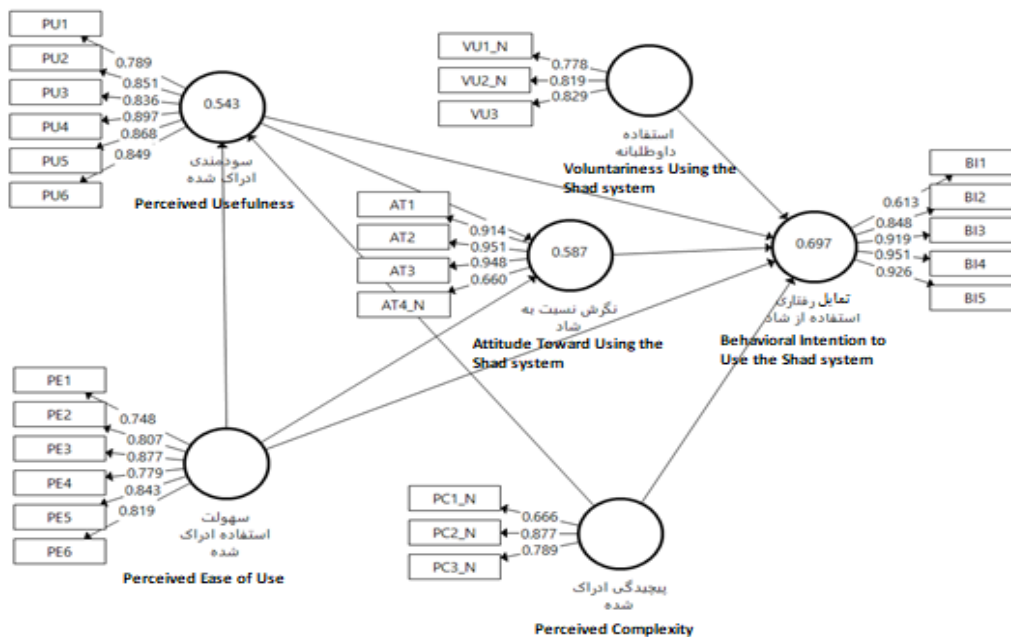 PU1
PU2
PU3
PU4
PU5
PU6
0.789
0.851
0.836
0.897
0.868
0.849
0.543
سودمندی
ادراک شده
Perceived Usefulness
VU1_N
VU2_N
VU3
0.778
0.819
0.829
استفاده
داوطلبانه
Voluntariness Using the
Shad system
AT1
AT2
AT3
AT4_N
0.914
0.951
0.948
0.660
0.587
نگرش نسبت به
شاد
Attitude Toward Using the
Shad system
BI1
BI2
BI3
BI4
BI5
0.613
0.848
0.919
0.951
0.926
0.697
تمایل رفتاری
استفاده از شاد
Behavioral Intention to
Use the Shad system
PE1
PE2
PE3
PE4
PE5
PE6
0.748
0.807
0.877
0.779
0.843
0.819
سهولت
استفاده ادراک
شده
Perceived Ease of Use
PC1_N
PC2_N
PC3_N
0.666
0.877
0.789
پیچیدگی ادراک
شده
Perceived Complexity